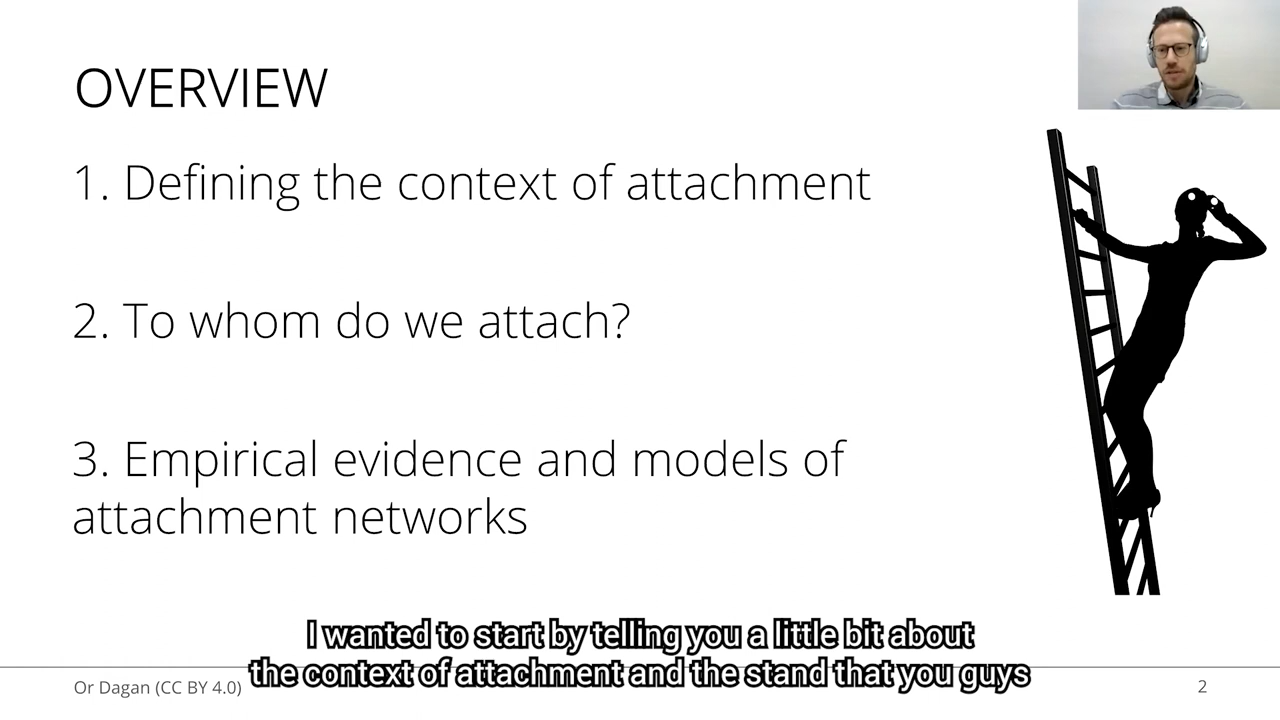 OVERVIEW
1. Defining the context of attachment
2. To whom do we attach?
3. Empirical evidence and models of
attachment networks
I wanted to start by telling you a little bit about
the context of attachment and the stand that you guys
Or Dagan (CC BY 4.0)
2